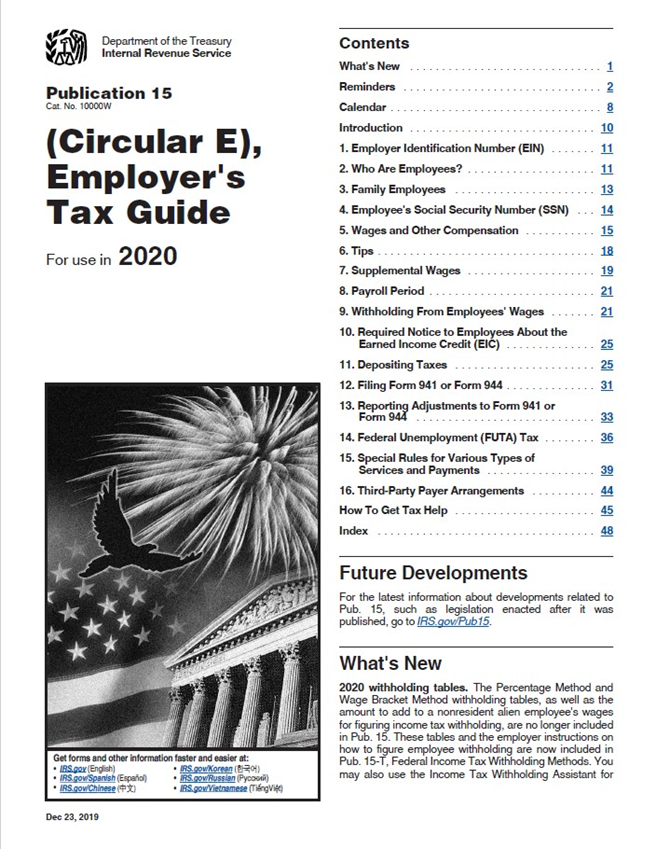 Department of the Treasury
Internal Revenue Service
Publication 15
Cat. No. 10000W
(Circular E),
Employer's
Tax Guide
For use in 2020
Get forms and other information faster and easier at:
• IRS.gov (English)
• IRS.gov/Spanish (Español)
• IRS.gov/Chinese (中文)
• IRS.gov/Korean (한국어)
• IRS.gov/Russian (Русский)
• IRS.gov/Vietnamese (TiếngViệt)
Dec 23, 2019
Contents
What's New . . . . . . . . . . . . . . . . . . . . . . . . . . 1
Reminders . . . . . . . . . . . . . . . . . . . . . . . . . . 2
Calendar . . . . . . . . . . . . . . . . . . . . . . . . . . . 8
Introduction . . . . . . . . . . . . . . . . . . . . . . . . . 10
1. Employer Identification Number (EIN) . . . . . . . 11
2. Who Are Employees? . . . . . . . . . . . . . . . . . 11
3. Family Employees . . . . . . . . . . . . . . . . . . 13
4. Employee's Social Security Number (SSN) . . . 14
5. Wages and Other Compensation . . . . . . . . . . . 15
6. Tips . . . . . . . . . . . . . . . . . . . . . . . . . . . 18
7. Supplemental Wages . . . . . . . . . . . . . . . . . 19
8. Payroll Period . . . . . . . . . . . . . . . . . . . . . 21
9. Withholding From Employees' Wages . . . . . . . 21
10. Required Notice to Employees About the
Earned Income Credit (EIC) . . . . . . . . . . . . . 25
11. Depositing Taxes . . . . . . . . . . . . . . . . . . 25
12. Filing Form 941 or Form 944 . . . . . . . . . . . . 31
13. Reporting Adjustments to Form 941 or
Form 944 . . . . . . . . . . . . . . . . . . . . . . . 33
14. Federal Unemployment (FUTA) Tax . . . . . . . . 36
15. Special Rules for Various Types of
Services and Payments . . . . . . . . . . . . . . . 39
16. Third-Party Payer Arrangements . . . . . . . . . . 44
How To Get Tax Help . . . . . . . . . . . . . . . . . . 45
Index . . . . . . . . . . . . . . . . . . . . . . . . . . . . 48
Future Developments
For the latest information about developments related to
Pub. 15, such as legislation enacted after it was
published, go to IRS.gov/Pub15.
What's New
2020 withholding tables. The Percentage Method and
Wage Bracket Method withholding tables, as well as the
amount to add to a nonresident alien employee's wages
for figuring income tax withholding, are no longer included
in Pub. 15. These tables and the employer instructions on
how to figure employee withholding are now included in
Pub. 15-T, Federal Income Tax Withholding Methods. You
may also use the Income Tax Withholding Assistant for